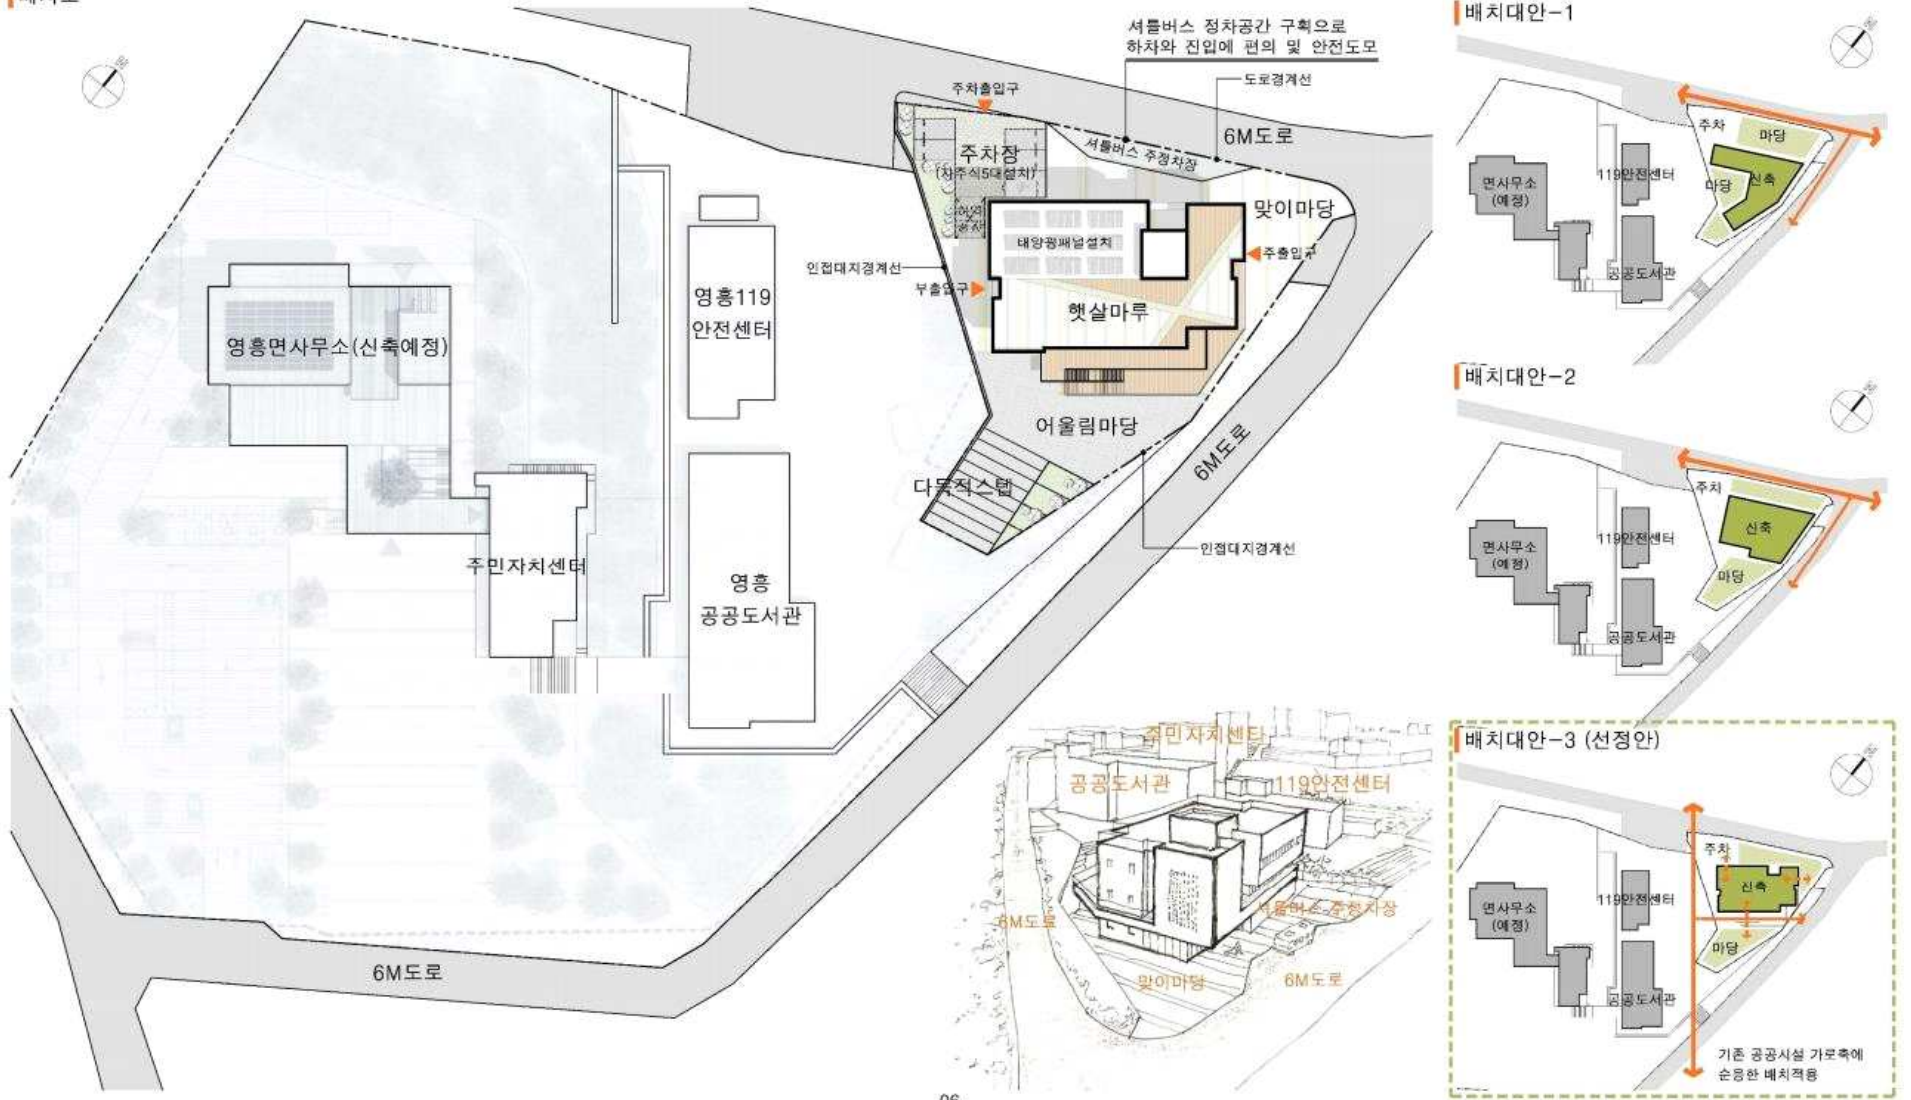 배치도
셔틀버스 정차공간 구획으로
하차와 진입에 편의 및 안전도모
주차출입구
도로경계선
6M도로
셔틀버스 주정차장
주차장
(자주식5대설치)
맞이마당
태양광패널설치
주출입구
인접대지경계선
부출입구
햇살마루
영흥119
안전센터
영흥면사무소(신축예정)
어울림마당
6M도로
다목적스텝
인접대지경계선
주민자치센터
영흥
공공도서관
6M도로
주민자치센터
공공도서관
119안전센터
셔틀버스 주정차장
6M도로
맞이마당
6M도로
06
배치대안-1
주차
마당
119안전센터
면사무소
(예정)
마당
신축
공공도서관
배치대안-2
주차
신축
119안전센터
면사무소
(예정)
마당
공공도서관
배치대안-3 (선정안)
주차
신축
119안전센터
면사무소
(예정)
마당
공공도서관
기존 공공시설 가로축에
순응한 배치적용